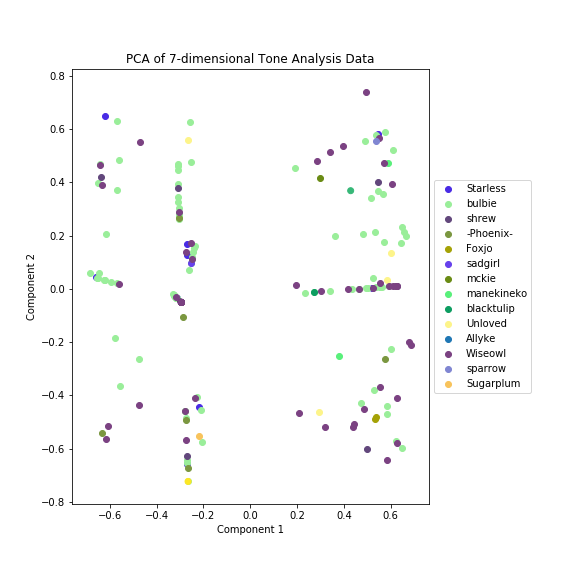 PCA of 7-dimensional Tone Analysis Data
0.8
0.6
0.4
0.2
0.0
−0.2
−0.4
−0.6
−0.8
Component 2
−0.6
−0.4
−0.2
0.0
0.2
0.4
0.6
Component 1
Starless
bulbie
shrew
-Phoenix-
Foxjo
sadgirl
mckie
manekineko
blacktulip
Unloved
Allyke
Wiseowl
sparrow
Sugarplum